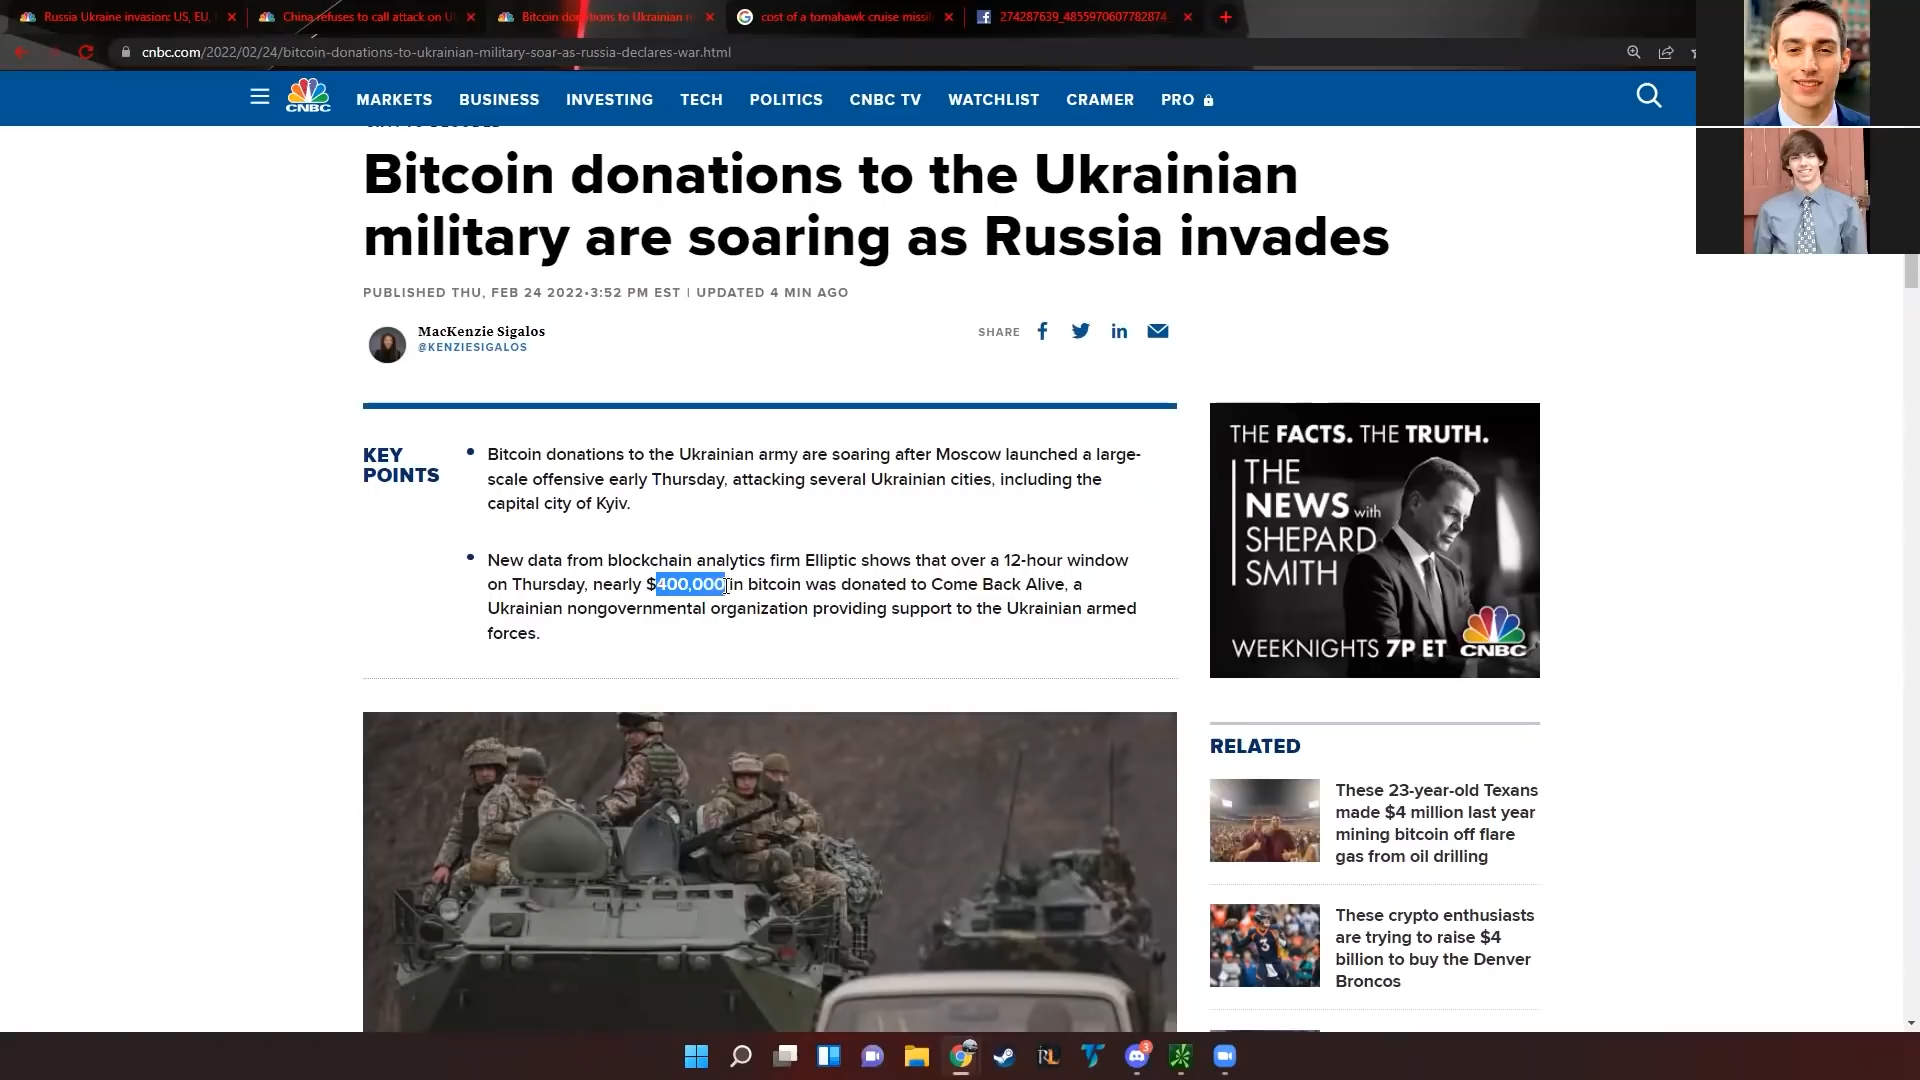 Russia Ukraine invasion: US, EU,
China refuses to call attack on U
Bitcoin donations to Ukrainian
cost of a tomahawk cruise missil
274287639_4855970607782874
cnbc.com/2022/02/24/bitcoin-donations-to-ukrainian-military-soar-as-russia-declares-war.html
CNBC
MARKETS BUSINESS INVESTING TECH POLITICS CNBC TV WATCHLIST CRAMER PRO
Bitcoin donations to the Ukrainian
military are soaring as Russia invades
PUBLISHED THU, FEB 24 2022•3:52 PM EST | UPDATED 4 MIN AGO
MacKenzie Sigalos
@KENZIESIGALOS
SHARE
KEY
POINTS
Bitcoin donations to the Ukrainian army are soaring after Moscow launched a large-
scale offensive early Thursday, attacking several Ukrainian cities, including the
capital city of Kyiv.
New data from blockchain analytics firm Elliptic shows that over a 12-hour window
on Thursday, nearly $400,000 in bitcoin was donated to Come Back Alive, a
Ukrainian nongovernmental organization providing support to the Ukrainian armed
forces.
THE FACTS. THE TRUTH.
THE
NEWS with
SHEPARD
SMITH
WEEKNIGHTS 7P ET CNBC
RELATED
These 23-year-old Texans
made $4 million last year
mining bitcoin off flare
gas from oil drilling
These crypto enthusiasts
are trying to raise $4
billion to buy the Denver
Broncos
3